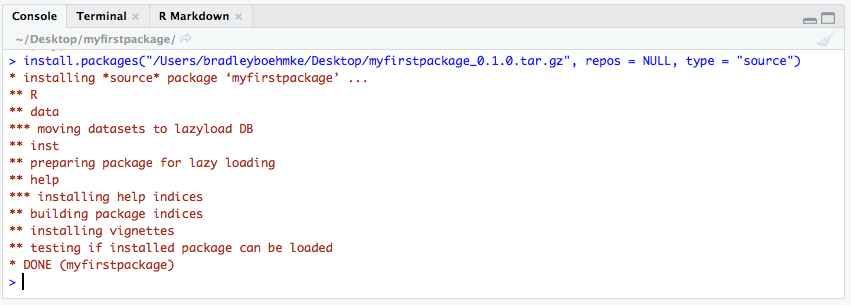 Console Terminal × R Markdown ×
~/Desktop/myfirstpackage/
> install.packages("/Users/bradleyboehmke/Desktop/myfirstpackage_0.1.0.tar.gz", repos = NULL, type = "source")
* installing *source* package ‘myfirstpackage’ ...
** R
** data
*** moving datasets to lazyload DB
** inst
** preparing package for lazy loading
** help
*** installing help indices
** building package indices
** installing vignettes
** testing if installed package can be loaded
* DONE (myfirstpackage)
>